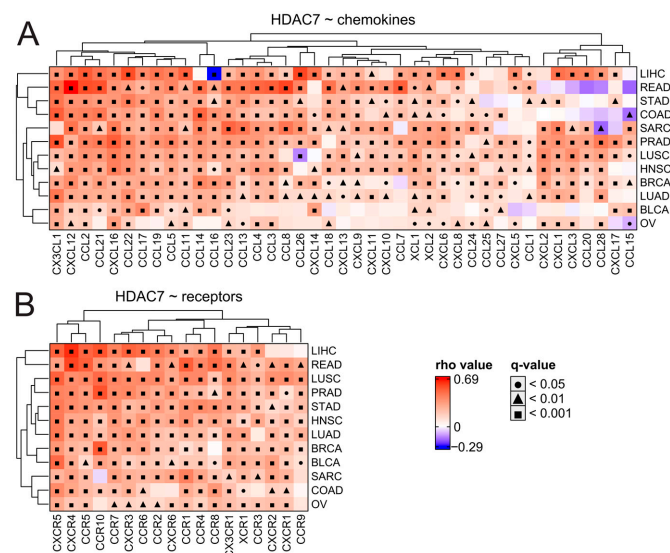 A
HDAC7 ~ chemokines
LIHC
READ
STAD
COAD
SARC
PRAD
LUSC
HNSC
BRCA
LUAD
BLCA
OV
CX3CL1
CXCL12
CCL2
CCL21
CXCL16
CCL22
CCL17
CCL19
CCL5
CCL11
CCL14
CCL16
CCL23
CCL13
CCL4
CCL3
CCL8
CCL26
CXCL14
CCL18
CXCL13
CXCL9
CXCL11
CXCL10
CCL7
XCL1
XCL2
CXCL6
CXCL8
CCL24
CCL25
CCL27
CXCL5
CCL1
CXCL2
CXCL1
CXCL3
CCL20
CCL28
CXCL17
CCL15
B
HDAC7 ~ receptors
LIHC
READ
LUSC
PRAD
STAD
HNSC
LUAD
BRCA
BLCA
SARC
COAD
OV
CXCR5
CXCR4
CCR5
CCR10
CCR7
CXCR3
CCR6
CCR2
CXCR6
CCR1
CCR4
CCR8
CX3CR1
XCR1
CCR3
CXCR2
CXCR1
CCR9
rho value
0.69
0
−0.29
q-value
< 0.05
< 0.01
< 0.001